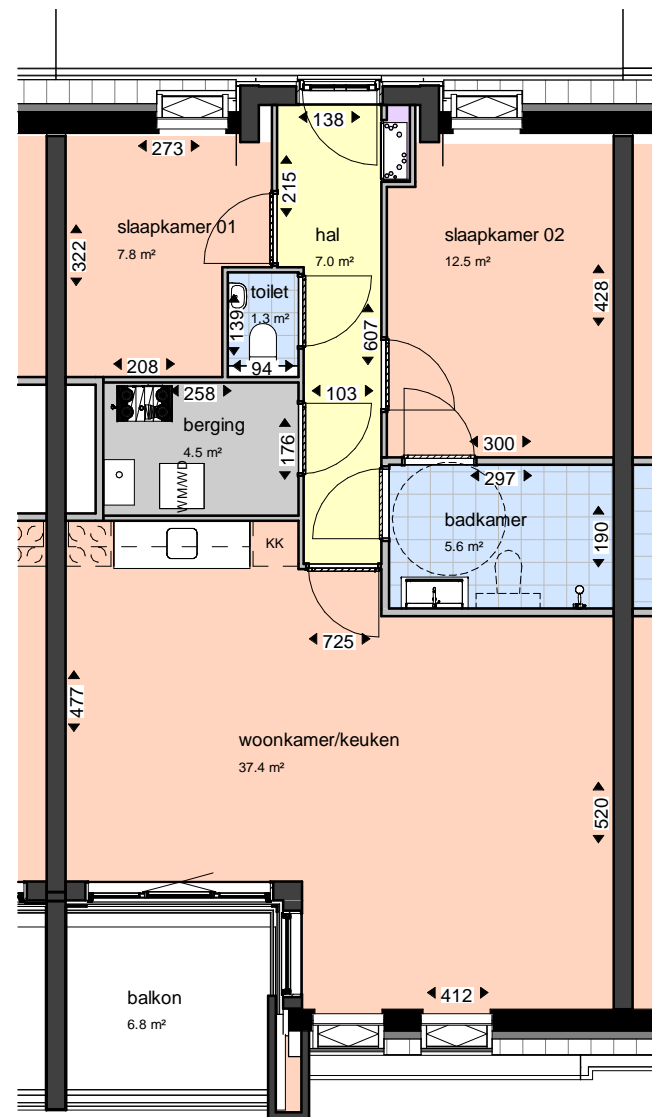 138
273
215
slaapkamer 01
7.8 m²
hal
7.0 m²
slaapkamer 02
12.5 m²
322
428
toilet
1.3 m²
139
607
208
94
258
103
berging
4.5 m²
176
WMWD
300
297
badkamer
5.6 m²
190
KK
725
477
woonkamer/keuken
37.4 m²
520
balkon
6.8 m²
412